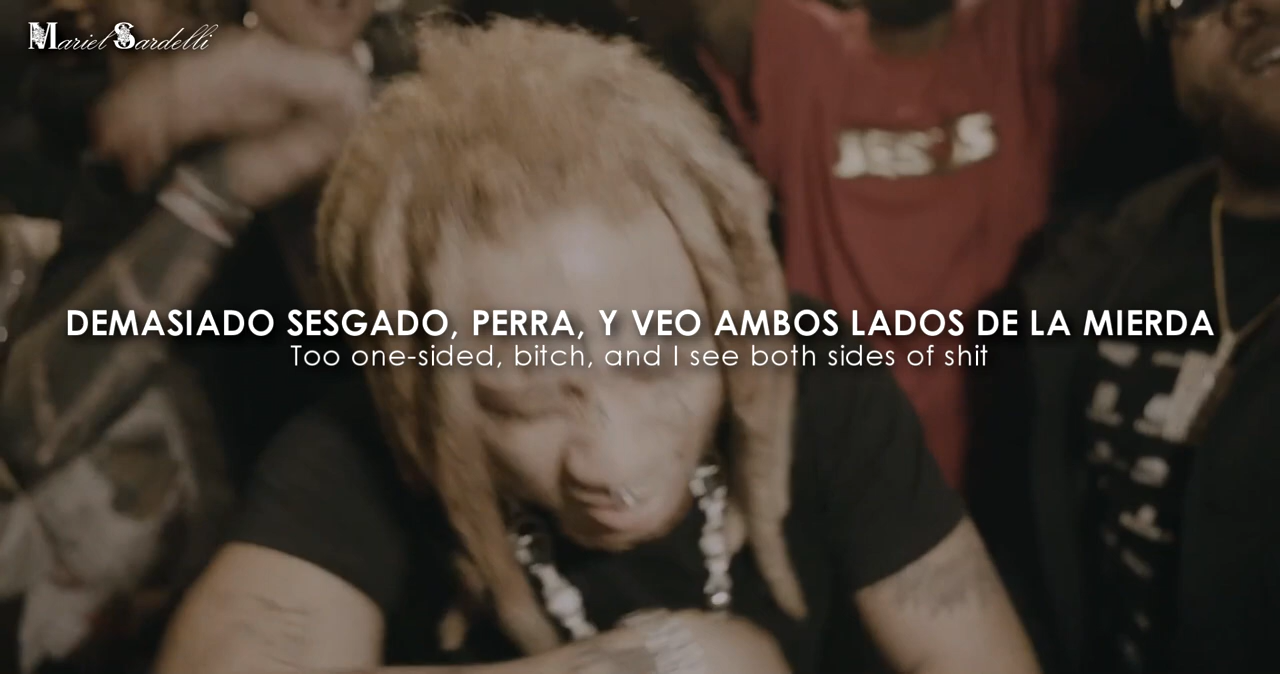 Mariel Sardelli
DEMASIADO SESGADO, PERRA, Y VEO AMBOS LADOS DE LA MIERDA
Too one-sided, bitch, and I see both sides of shit